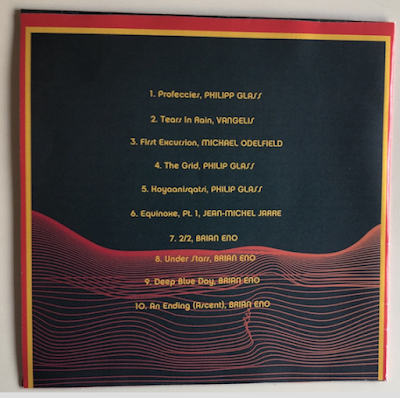 1. Profeccies, PHILIPP GLASS
2. Tears In Rain, VANGELIS
3. First Excursion, MICHAEL ODELFIELD
4. The Grid, PHILIP GLASS
5. Koyaanisqatsi, PHILIP GLASS
6. Equinoxe, Pt. 1, JEAN-MICHEL JARRE
7. 2/2, BRIAN ENO
8. Under Stars, BRIAN ENO
9. Deep Blue Day, BRIAN ENO
10. An Ending (Ascent), BRIAN ENO